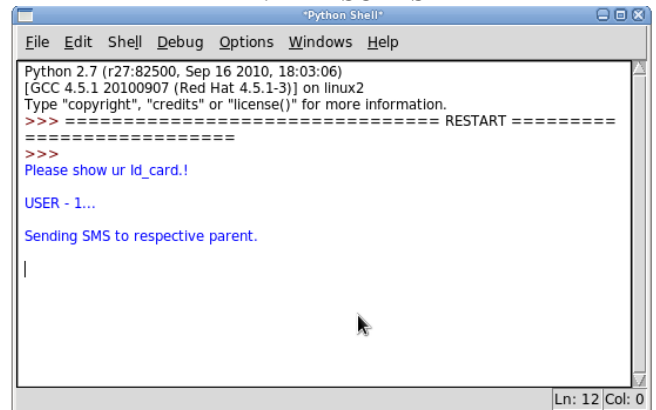 *Python Shell*
File Edit Shell Debug Options Windows Help
Python 2.7 (r27:82500, Sep 16 2010, 18:03:06)
[GCC 4.5.1 20100907 (Red Hat 4.5.1-3)] on linux2
Type "copyright", "credits" or "license()" for more information.
>>> ================================ RESTART =========
==================
>>>
Please show ur Id_card.!
USER - 1...
Sending SMS to respective parent.
Ln: 12 Col: 0